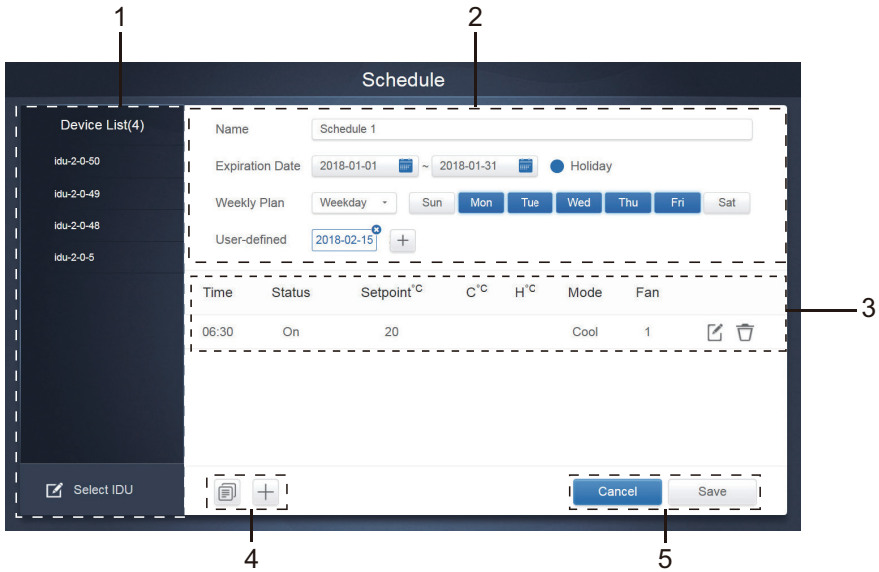 1
2
Schedule
Device List(4)
idu-2-0-50
idu-2-0-49
idu-2-0-48
idu-2-0-5
Select IDU
Name Schedule 1
Expiration Date 2018-01-01 ~ 2018-01-31 Holiday
Weekly Plan Weekday Sun Mon Tue Wed Thu Fri Sat
User-defined 2018-02-15 +
Time Status Setpoint°C C°C H°C Mode Fan
06:30 On 20 Cool 1
3
+
Cancel Save
4
5